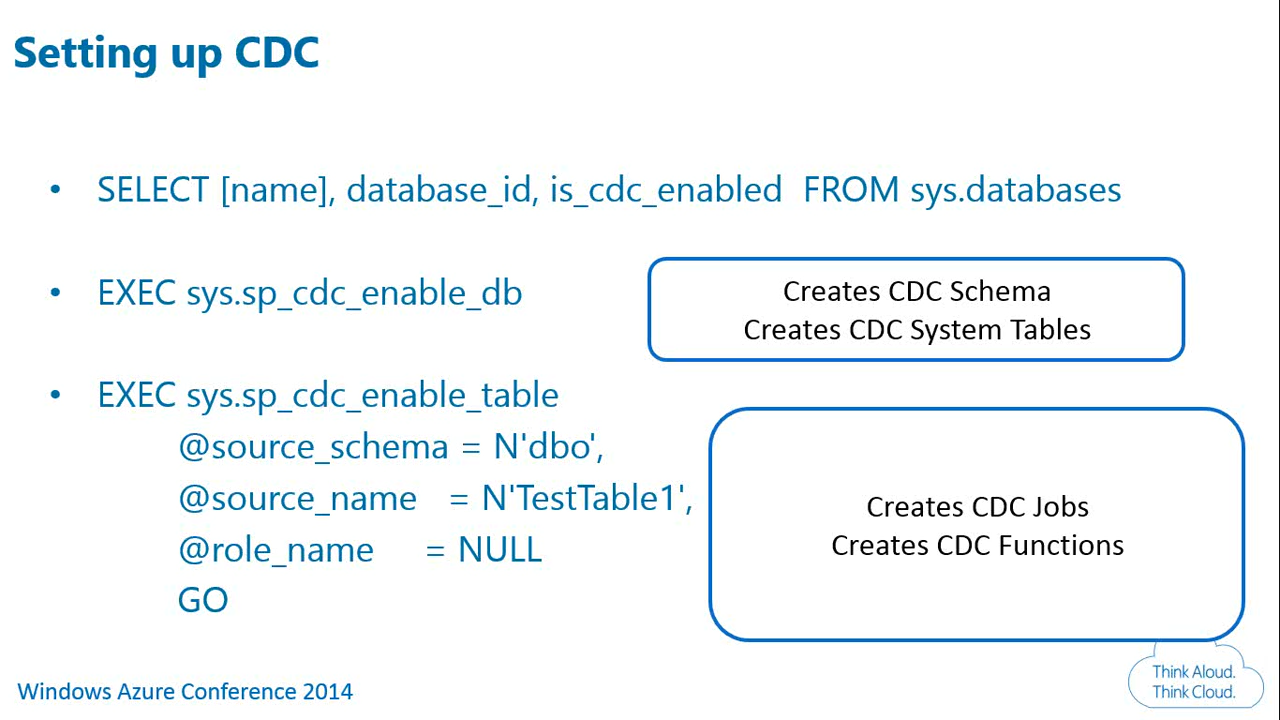 Setting up CDC
• SELECT [name], database_id, is_cdc_enabled  FROM sys.databases
• EXEC sys.sp_cdc_enable_db
Creates CDC Schema
Creates CDC System Tables
• EXEC sys.sp_cdc_enable_table
@source_schema = N'dbo',
@source_name   = N'TestTable1',
@role_name     = NULL
GO
Creates CDC Jobs
Creates CDC Functions
Windows Azure Conference 2014
Think Aloud.
Think Cloud.